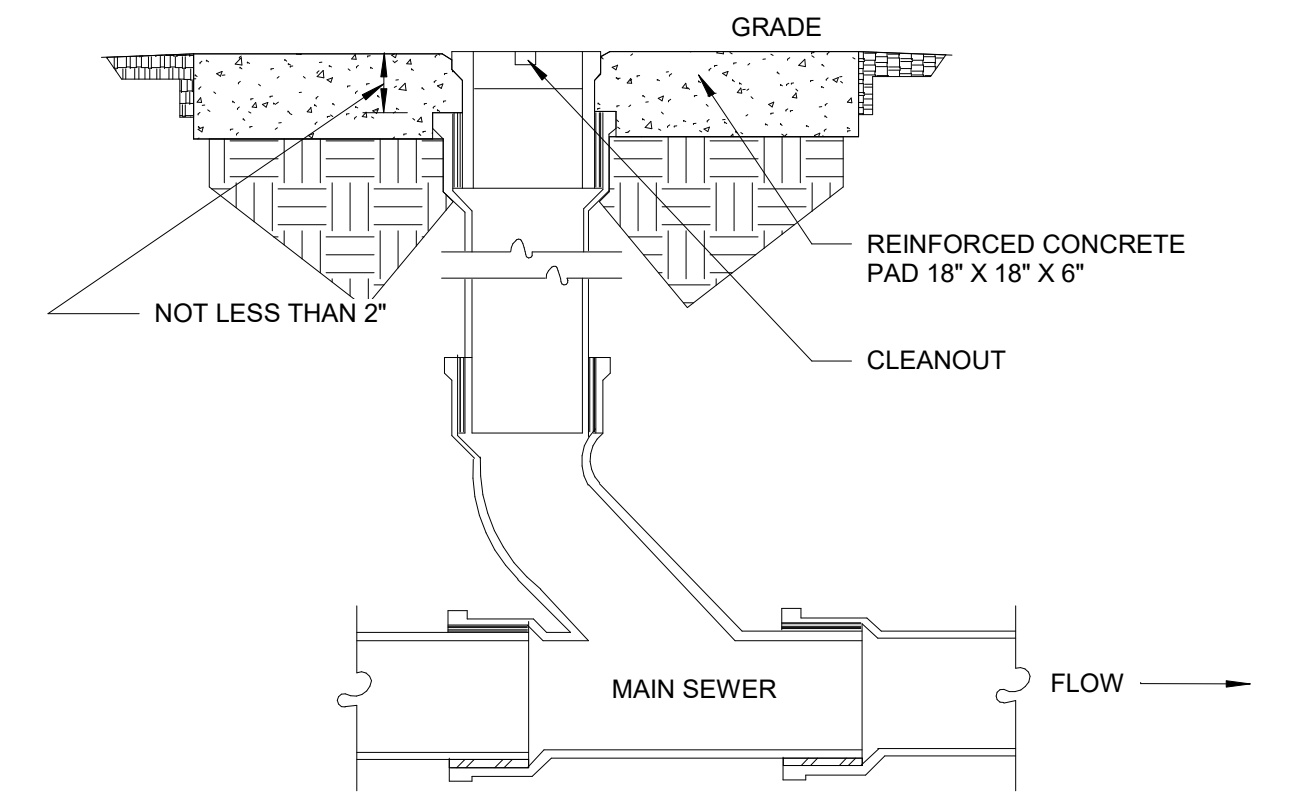 GRADE
REINFORCED CONCRETE
PAD 18" X 18" X 6"
NOT LESS THAN 2"
CLEANOUT
MAIN SEWER
FLOW